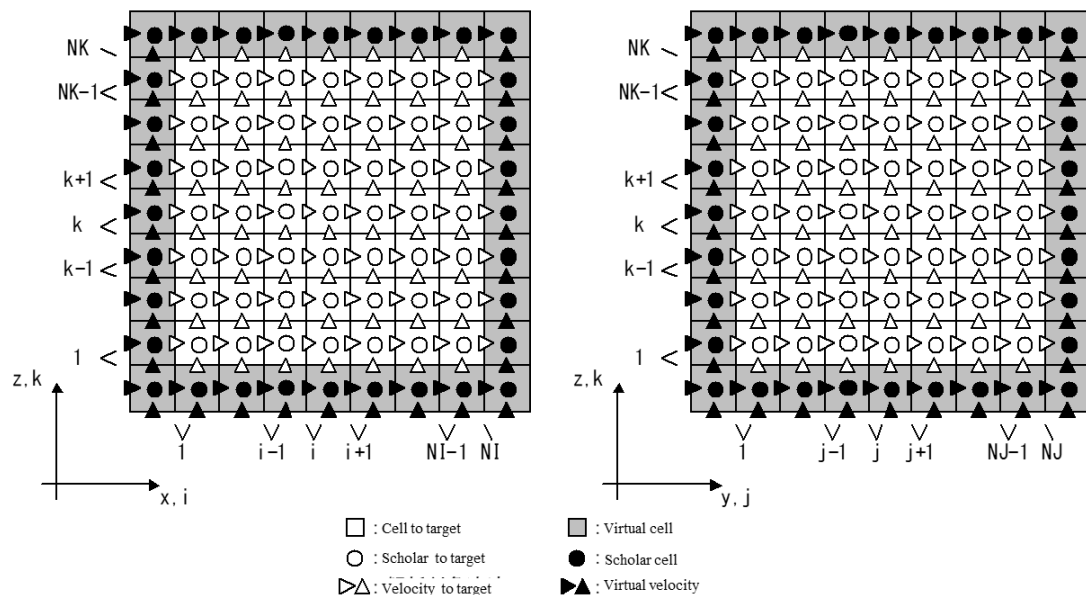 NK
NK-1
k+1
k
k-1
1
z,k
1
i-1
i
i+1
NI-1
NI
x,i
NK
NK-1
k+1
k
k-1
1
z,k
1
j-1
j
j+1
NJ-1
NJ
y,j
: Cell to target
: Virtual cell
: Scholar to target
: Scholar cell
: Velocity to target
: Virtual velocity